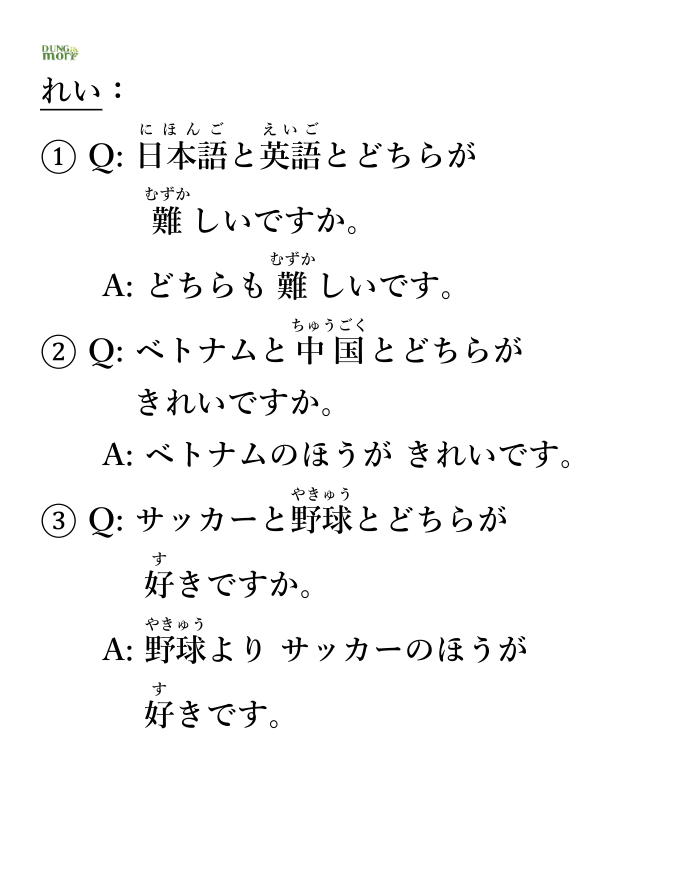 DUNG
mori
れい：
にほんご えいご
① Q: 日本語と英語とどちらが
むずか
難しいですか。
むずか
A: どちらも難しいです。
ちゅうごく
② Q: ベトナムと中国とどちらが
きれいですか。
A: ベトナムのほうが きれいです。
やきゅう
③ Q: サッカーと野球とどちらが
す
好きですか。
やきゅう
A: 野球より サッカーのほうが
す
好きです。